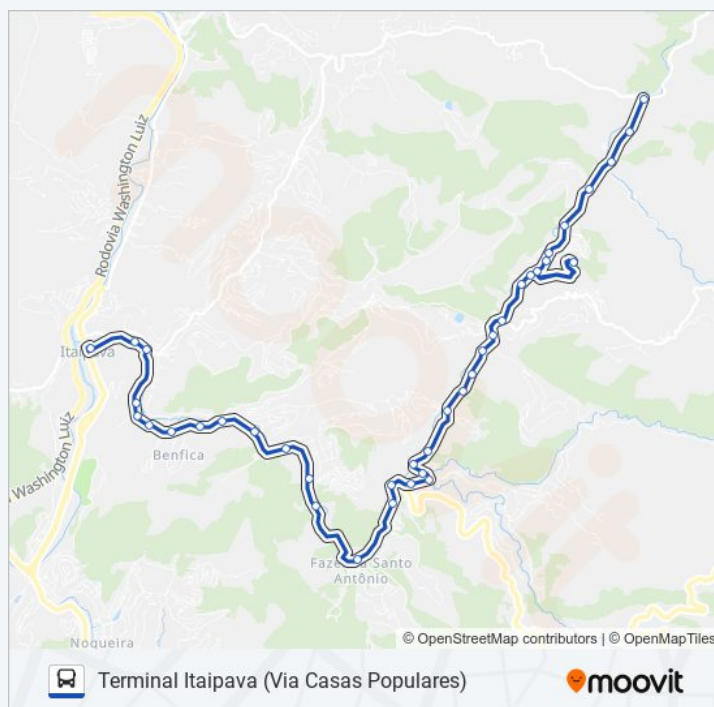 Rodovia Washington Luiz
Itaipava
Washington Luiz
Benfica
Fazenda Santo
Antônio
Nogueira
© OpenStreetMap contributors | © OpenMapTiles
Terminal Itaipava (Via Casas Populares)
moovit